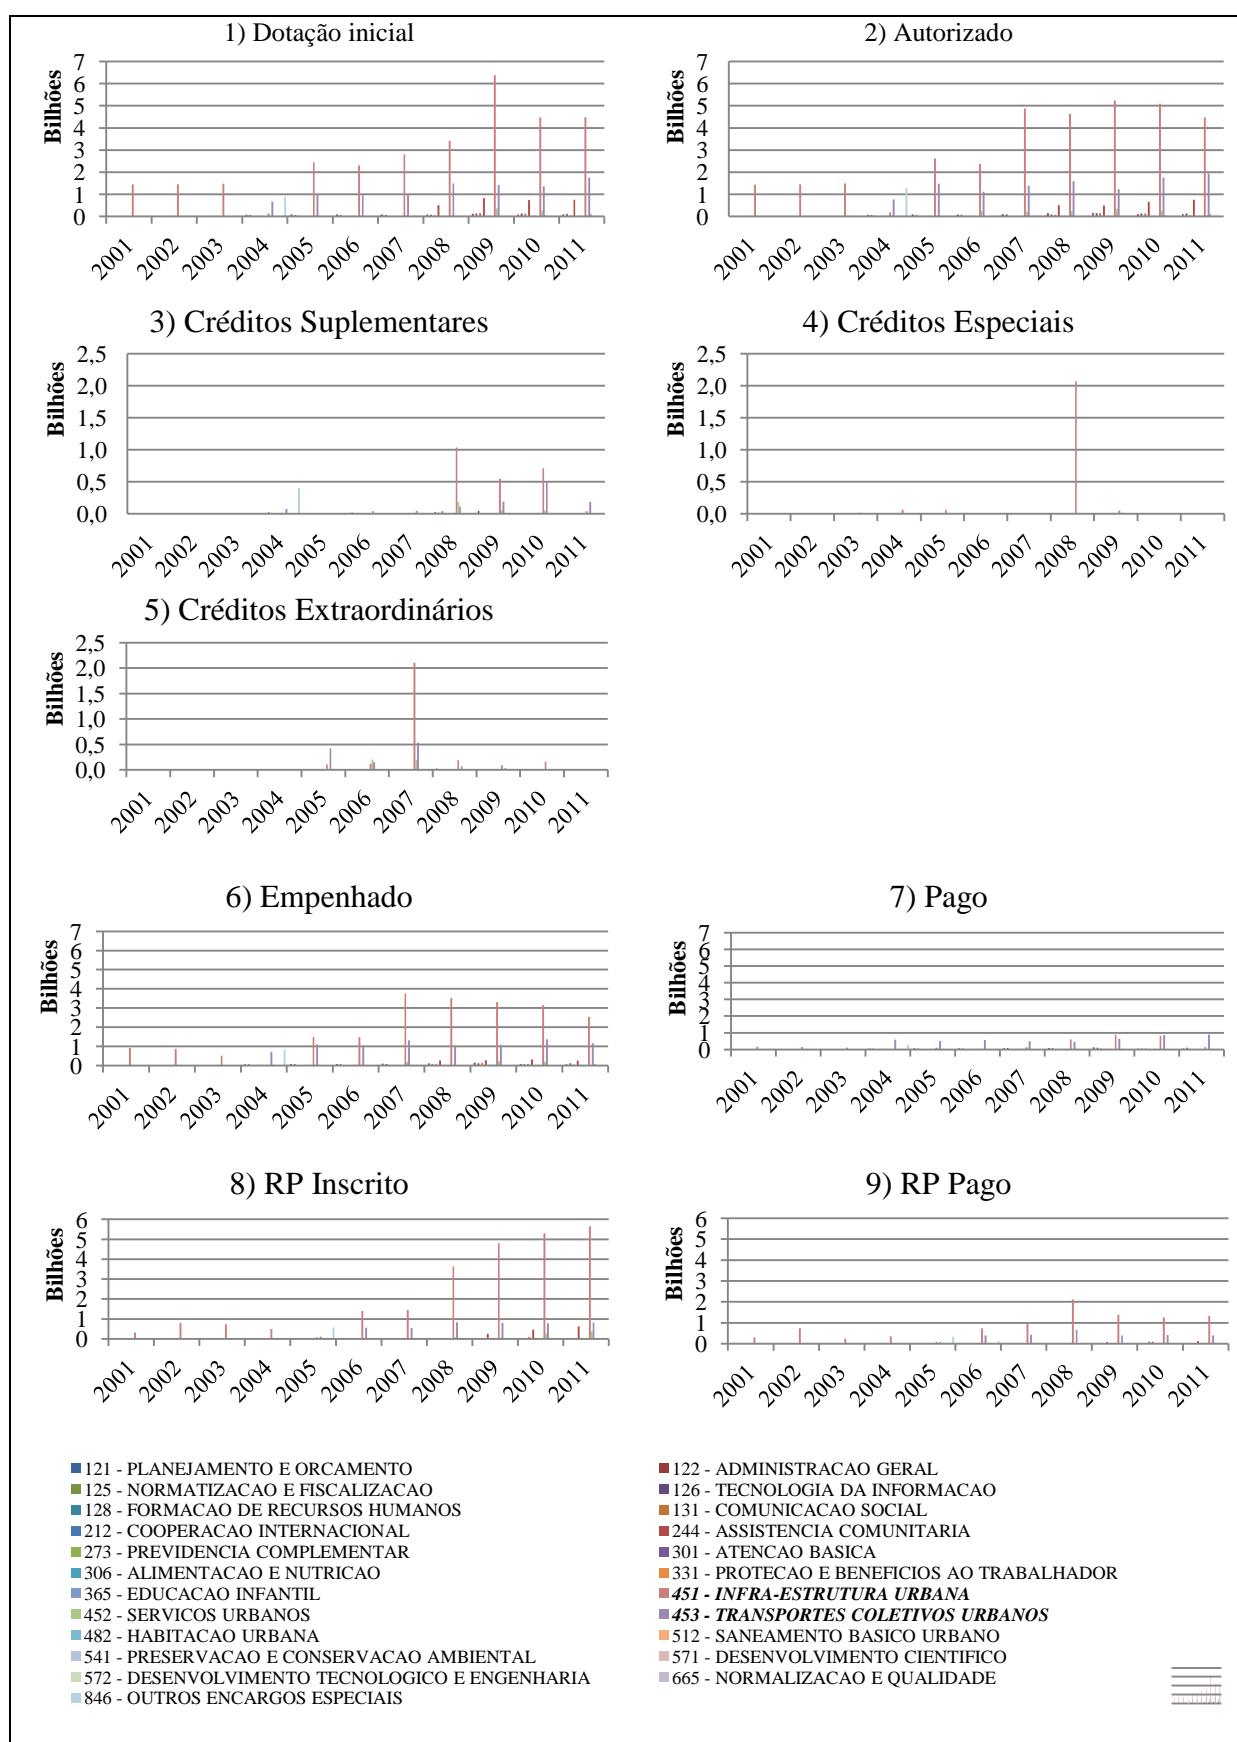 1) Dotação inicial
Bilhões
7
6
5
4
3
2
1
0
2001 2002 2003 2004 2005 2006 2007 2008 2009 2010 2011
2) Autorizado
Bilhões
7
6
5
4
3
2
1
0
2001 2002 2003 2004 2005 2006 2007 2008 2009 2010 2011
3) Créditos Suplementares
Bilhões
2,5
2,0
1,5
1,0
0,5
0,0
2001 2002 2003 2004 2005 2006 2007 2008 2009 2010 2011
4) Créditos Especiais
Bilhões
2,5
2,0
1,5
1,0
0,5
0,0
2001 2002 2003 2004 2005 2006 2007 2008 2009 2010 2011
5) Créditos Extraordinários
Bilhões
2,5
2,0
1,5
1,0
0,5
0,0
2001 2002 2003 2004 2005 2006 2007 2008 2009 2010 2011
6) Empenhado
Bilhões
7
6
5
4
3
2
1
0
2001 2002 2003 2004 2005 2006 2007 2008 2009 2010 2011
7) Pago
Bilhões
7
6
5
4
3
2
1
0
2001 2002 2003 2004 2005 2006 2007 2008 2009 2010 2011
8) RP Inscrito
Bilhões
6
5
4
3
2
1
0
2001 2002 2003 2004 2005 2006 2007 2008 2009 2010 2011
9) RP Pago
Bilhões
6
5
4
3
2
1
0
2001 2002 2003 2004 2005 2006 2007 2008 2009 2010 2011
121 - PLANEJAMENTO E ORCAMENTO
122 - ADMINISTRACAO GERAL
125 - NORMATIZACAO E FISCALIZACAO
126 - TECNOLOGIA DA INFORMACAO
128 - FORMACAO DE RECURSOS HUMANOS
131 - COMUNICACAO SOCIAL
212 - COOPERACAO INTERNACIONAL
244 - ASSISTENCIA COMUNITARIA
273 - PREVIDENCIA COMPLEMENTAR
301 - ATENCAO BASICA
306 - ALIMENTACAO E NUTRICAO
331 - PROTECAO E BENEFICIOS AO TRABALHADOR
365 - EDUCACAO INFANTIL
451 - INFRA-ESTRUTURA URBANA
452 - SERVICOS URBANOS
453 - TRANSPORTES COLETIVOS URBANOS
482 - HABITACAO URBANA
512 - SANEAMENTO BASICO URBANO
541 - PRESERVACAO E CONSERVACAO AMBIENTAL
571 - DESENVOLVIMENTO CIENTIFICO
572 - DESENVOLVIMENTO TECNOLOGICO E ENGENHARIA
665 - NORMALIZACAO E QUALIDADE
846 - OUTROS ENCARGOS ESPECIAIS